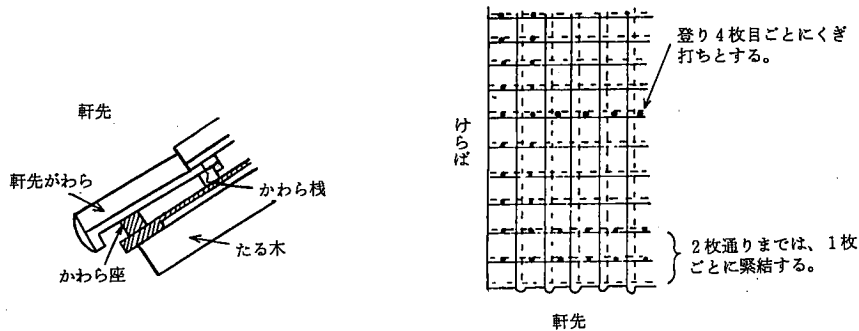 軒先
軒先がわら
かわら桟
たる木
かわら座
登り4枚目ごとにくぎ
打ちとする。
けらば
2枚通りまでは、1枚
ごとに緊結する。
軒先